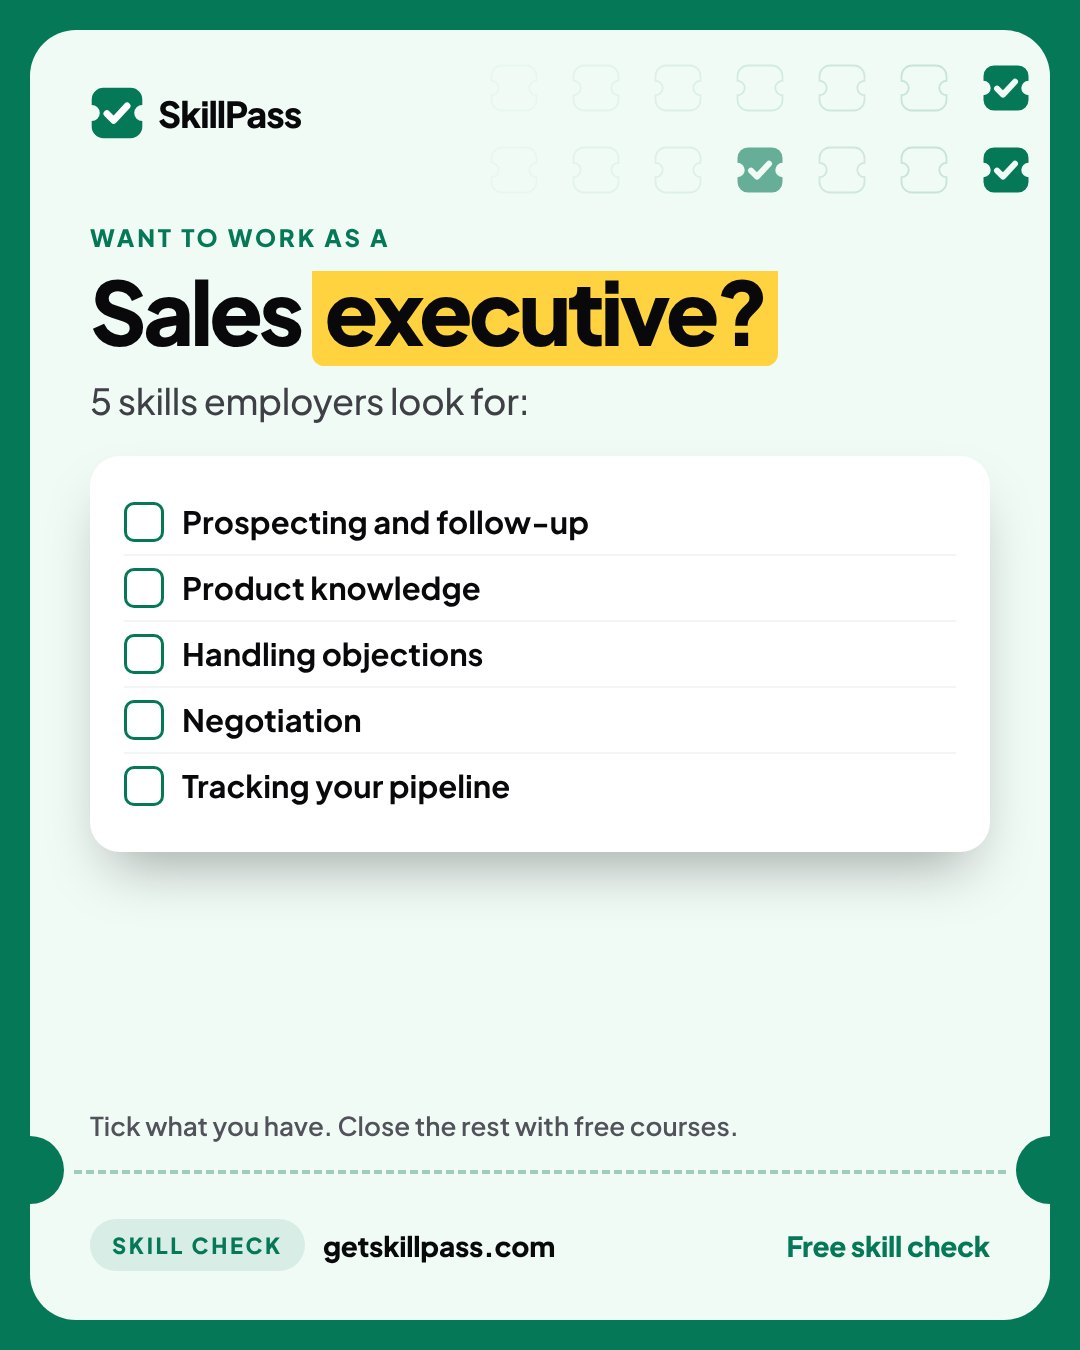 SkillPass
WANT TO WORK AS A
Sales executive?
5 skills employers look for:
Prospecting and follow-up
Product knowledge
Handling objections
Negotiation
Tracking your pipeline
Tick what you have. Close the rest with free courses.
SKILL CHECK getskillpass.com Free skill check